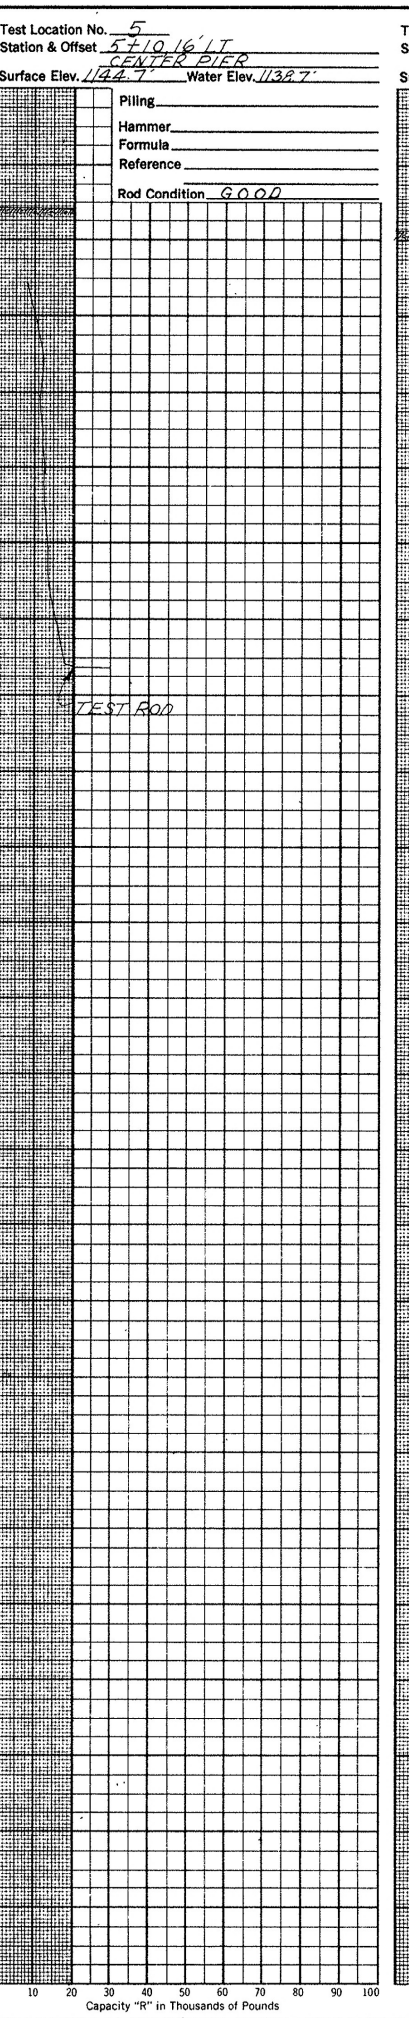 Test Location No. 5
Station & Offset 5+10, 16' LT
CENTER PIER
Surface Elev. 1144.7' Water Elev. 1138.7'
Piling
Hammer
Formula
Reference
Rod Condition GOOD
TEST ROD
10 20 30 40 50 60 70 80 90 100
Capacity "R" in Thousands of Pounds
T
S
S